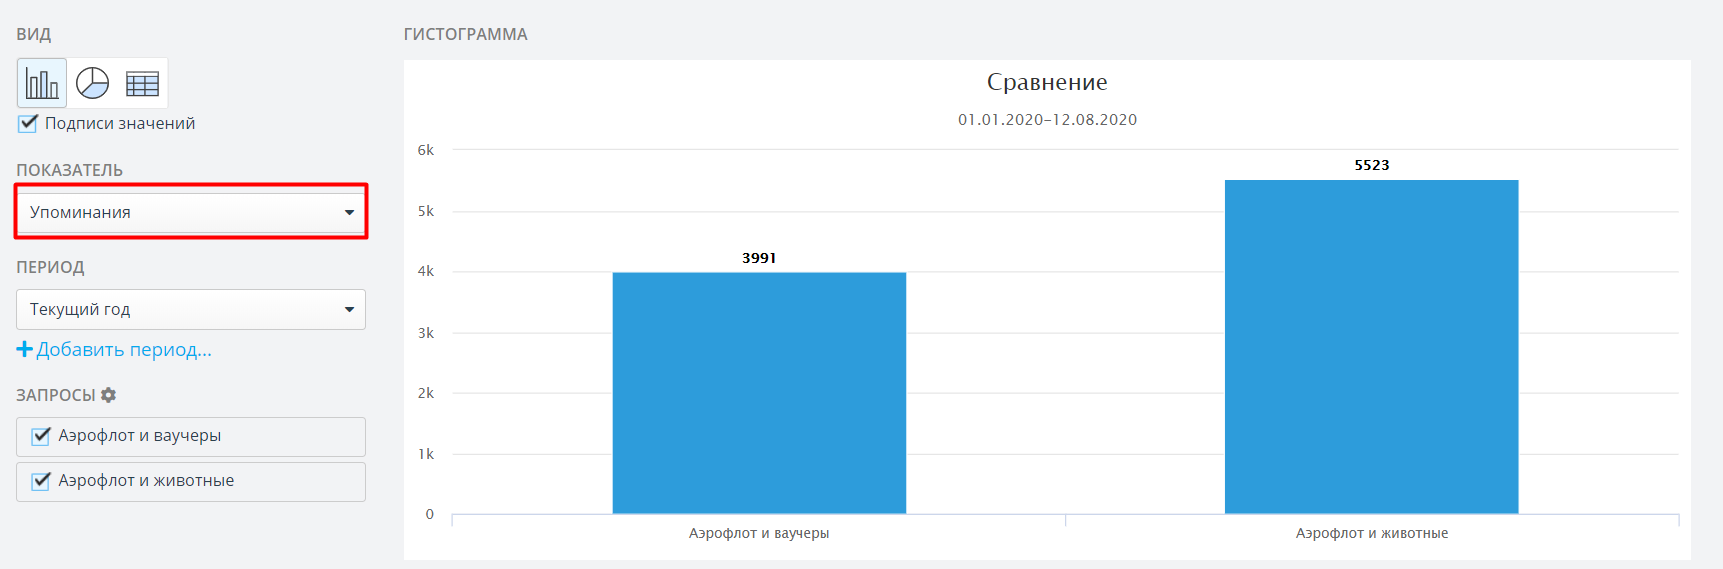 ВИД
Подписи значений
ПОКАЗАТЕЛЬ
Упоминания
ПЕРИОД
Текущий год
Добавить период...
ЗАПРОСЫ
Аэрофлот и ваучеры
Аэрофлот и животные
ГИСТОГРАММА
Сравнение
01.01.2020-12.08.2020
6k
5k
4k
3k
2k
1k
0
3991
5523
Аэрофлот и ваучеры
Аэрофлот и животные